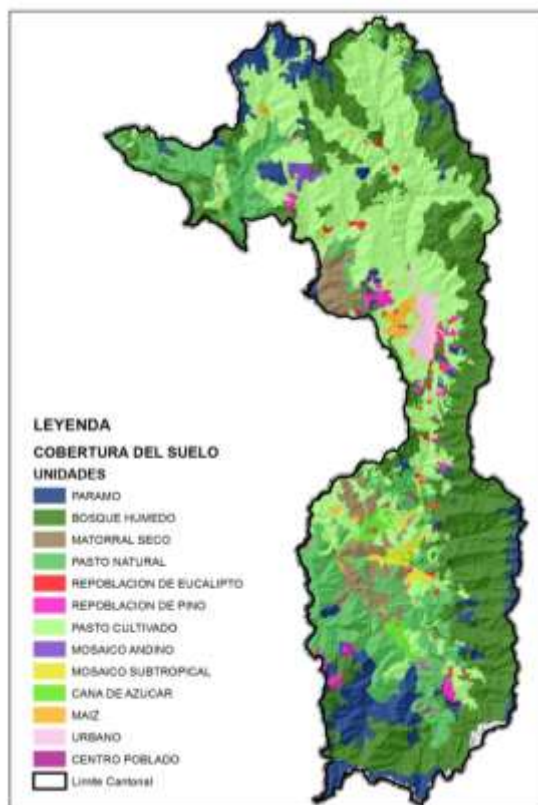 LEYENDA
COBERTURA DEL SUELO
UNIDADES
PARAMO
BOSQUE HUMEDO
MATORRAL SECO
PASTO NATURAL
REPOBLACION DE EUCALIPTO
REPOBLACION DE PINO
PASTO CULTIVADO
MOSAICO ANDINO
MOSAICO SUBTROPICAL
CANA DE AZUCAR
MAIZ
URBANO
CENTRO POBLADO
Limite Cantonal